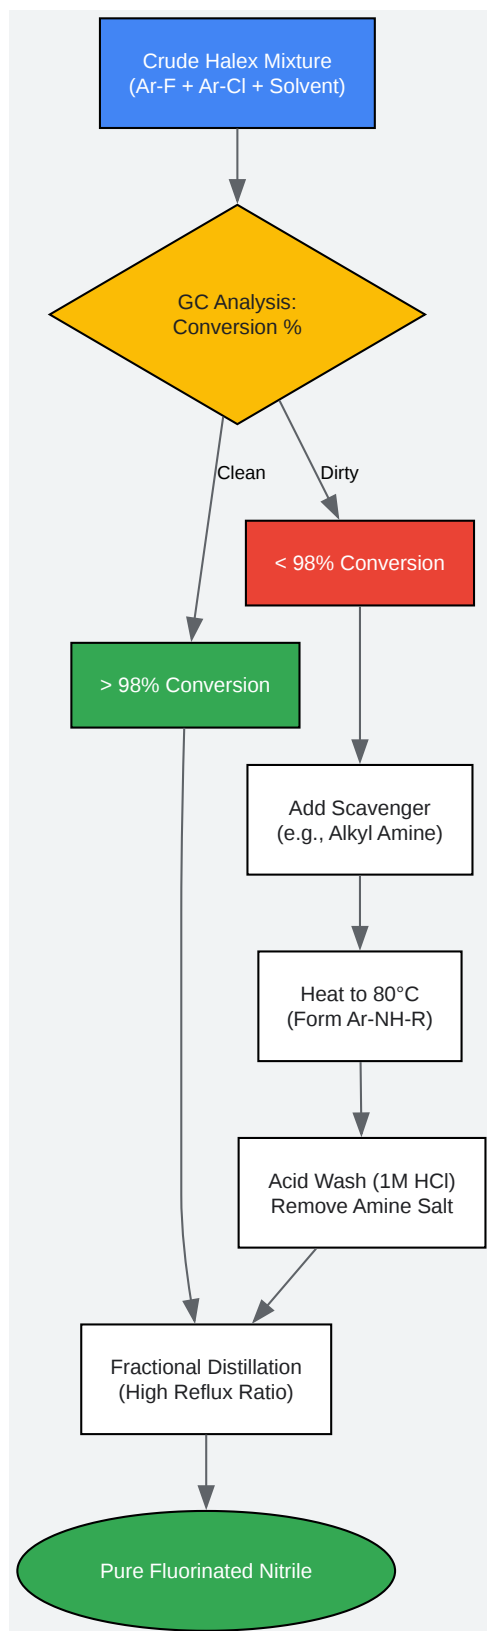 Crude Halex Mixture
(Ar-F + Ar-Cl + Solvent)
GC Analysis:
Conversion %
Clean
Dirty
< 98% Conversion
> 98% Conversion
Add Scavenger
(e.g., Alkyl Amine)
Heat to 80°C
(Form Ar-NH-R)
Acid Wash (1M HCl)
Remove Amine Salt
Fractional Distillation
(High Reflux Ratio)
Pure Fluorinated Nitrile